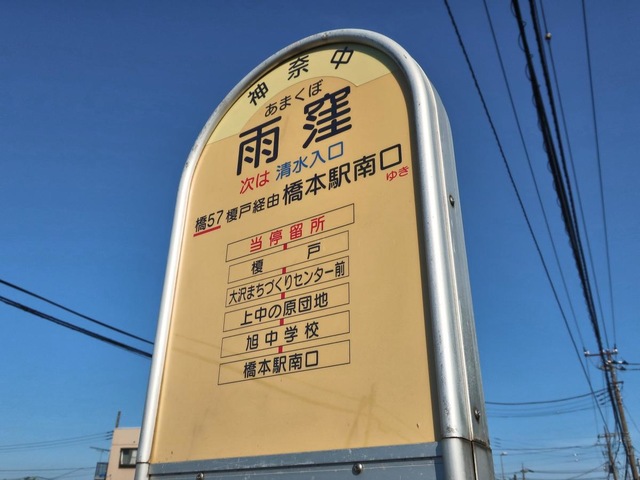 神奈中
あまくぼ
雨窪
次は 清水入口
橋57 榎戸経由 橋本駅南口 ゆき
当停留所
榎戸
大沢まちづくりセンター前
上中の原団地
旭中学校
橋本駅南口